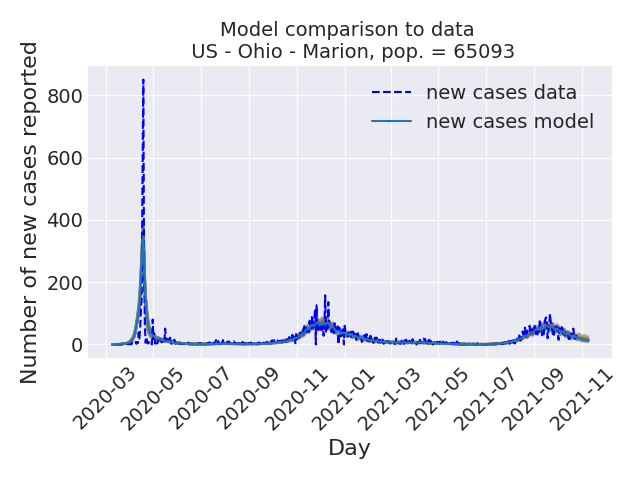 Model comparison to data
US - Ohio - Marion, pop. = 65093
Number of new cases reported
800
600
400
200
0
new cases data
new cases model
2020-03
2020-05
2020-07
2020-09
2020-11
2021-01
2021-03
2021-05
2021-07
2021-09
2021-11
Day